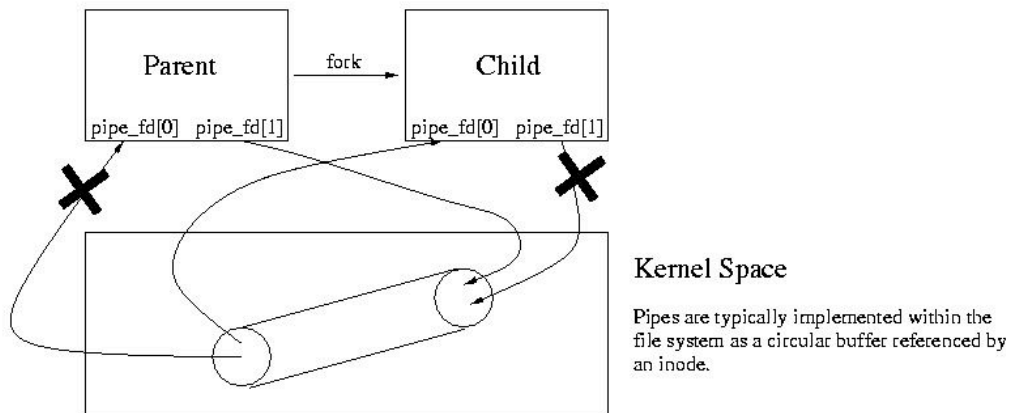 Parent
fork
Child
pipe_fd[0] pipe_fd[1]
pipe_fd[0] pipe_fd[1]
Kernel Space
Pipes are typically implemented within the
file system as a circular buffer referenced by
an inode.